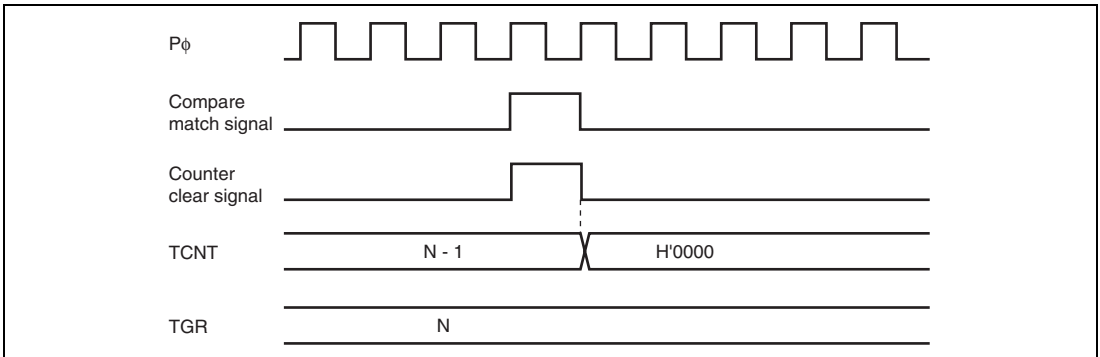 Pϕ
Compare
match signal
Counter
clear signal
TCNT
N - 1
H'0000
TGR
N